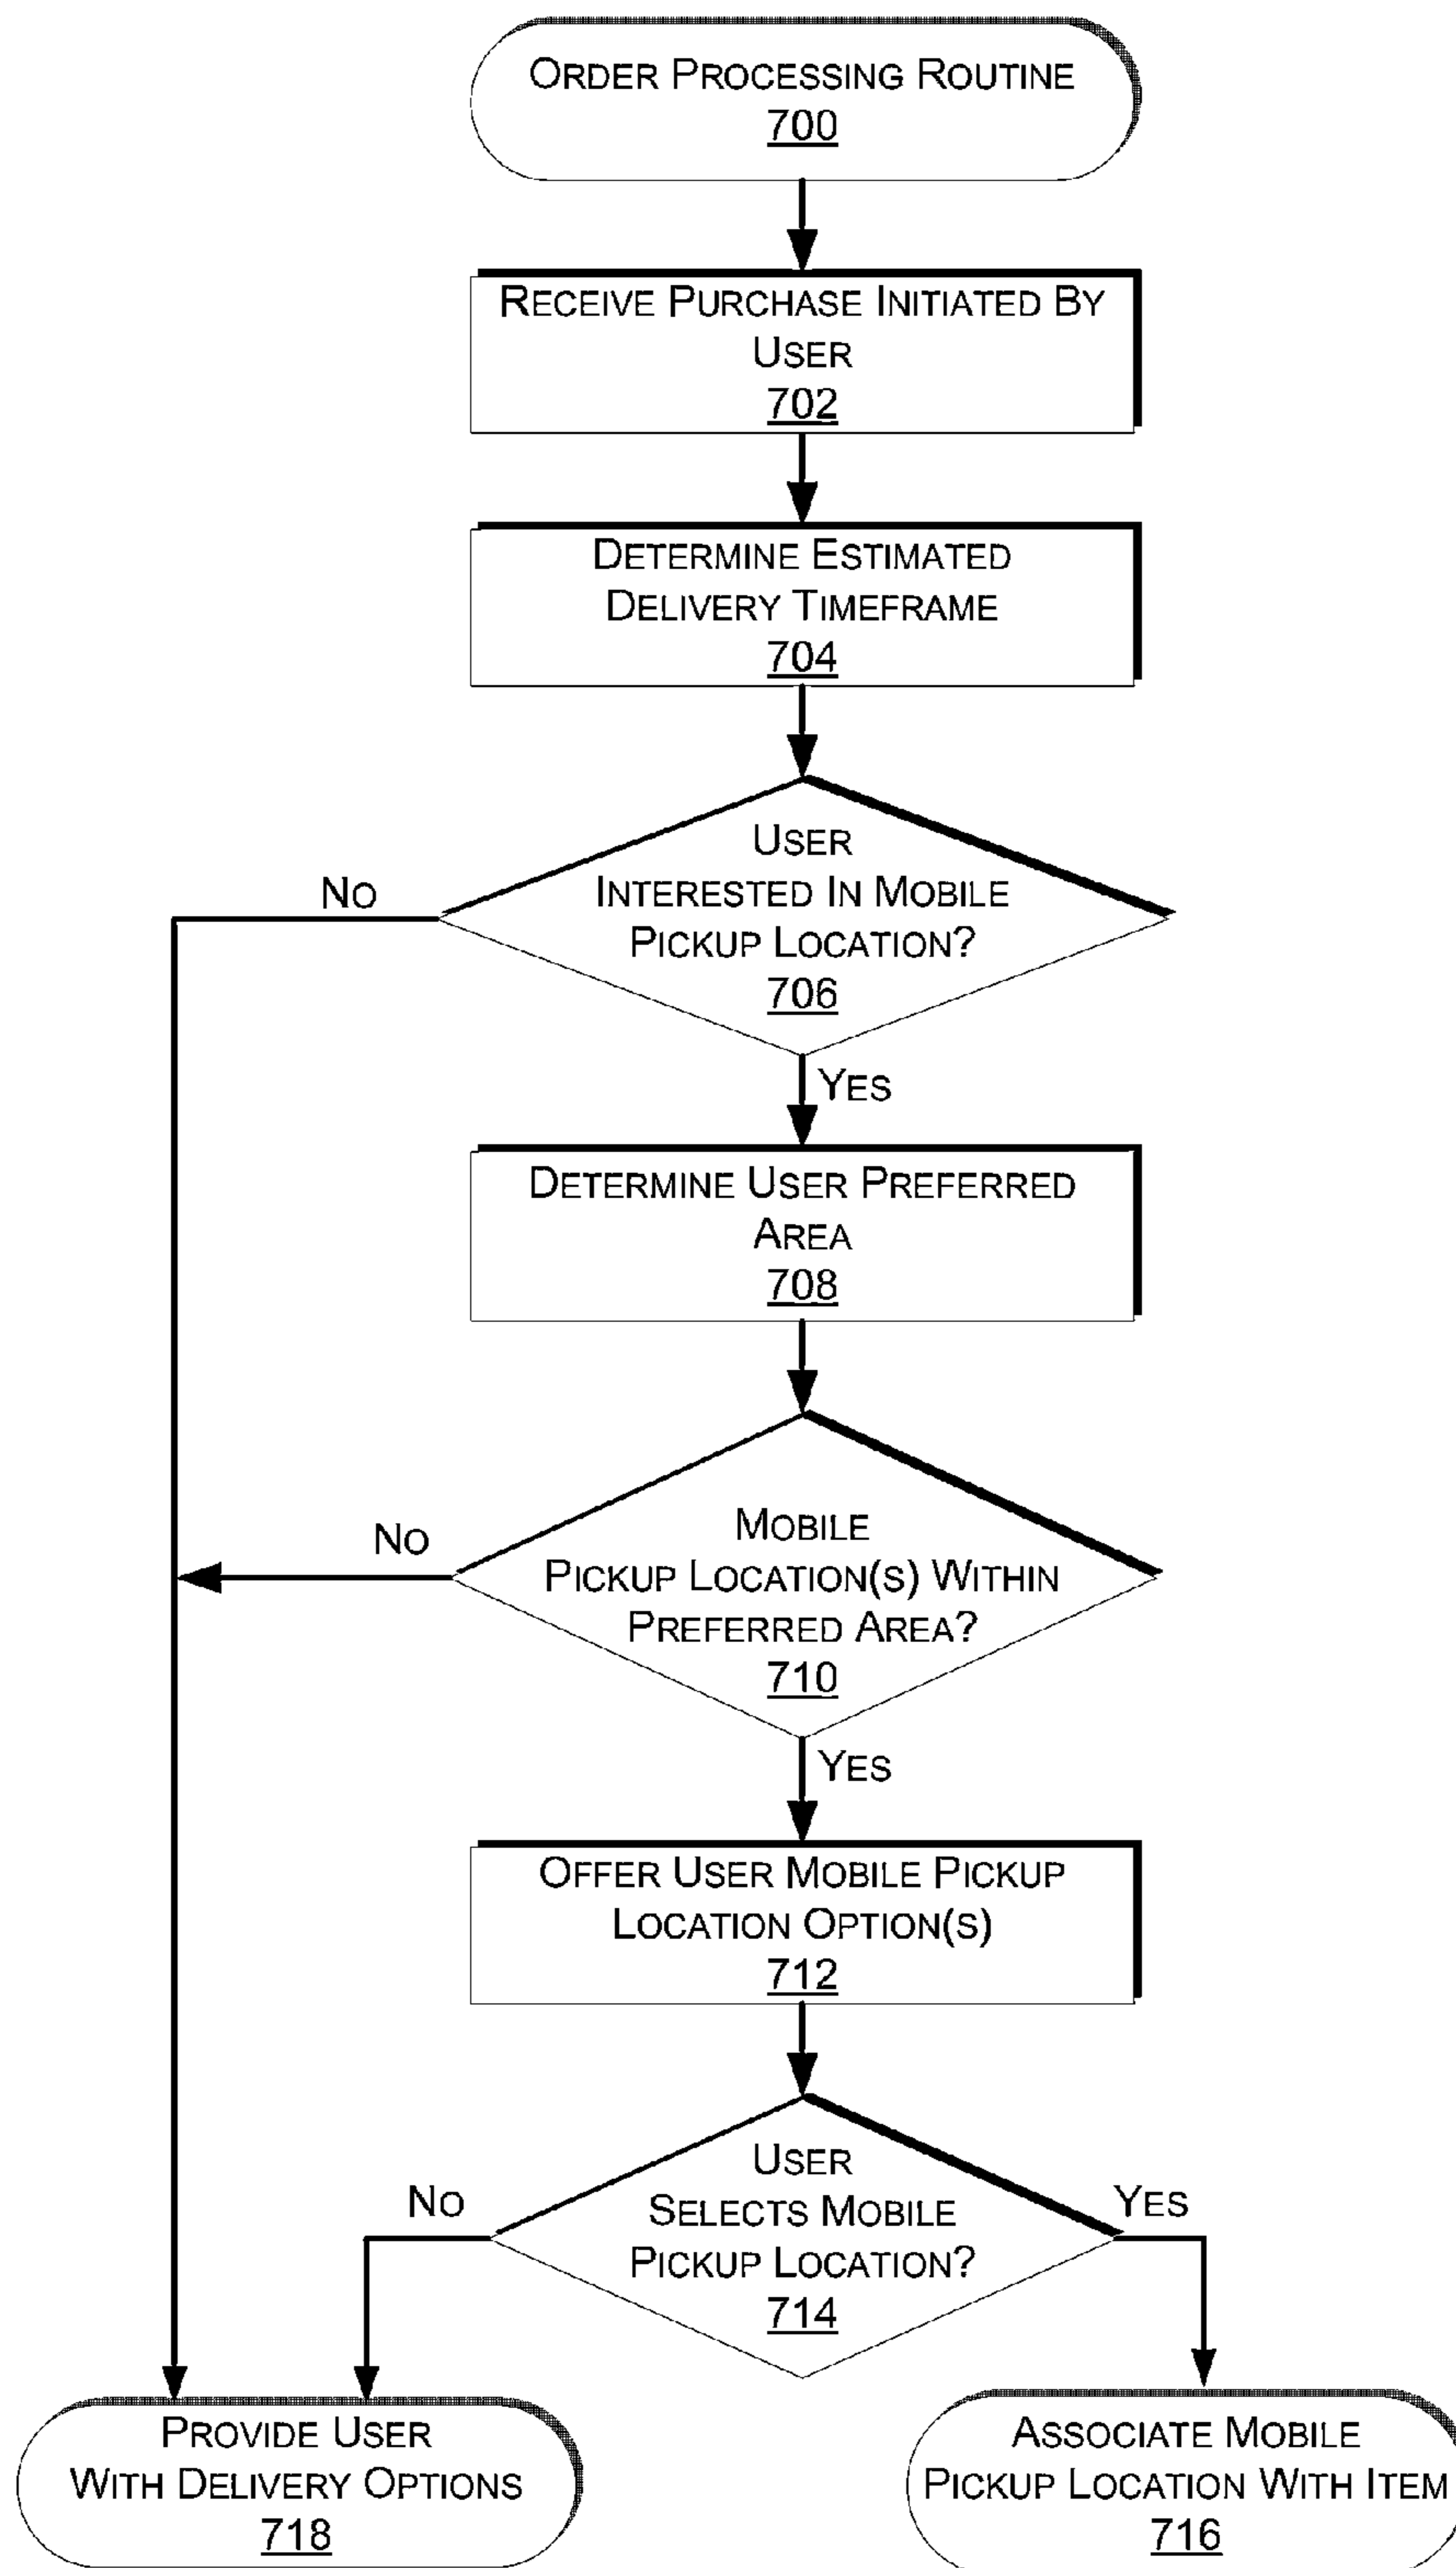 ORDER PROCESSING ROUTINE
700
RECEIVE PURCHASE INITIATED BY
USER
702
DETERMINE ESTIMATED
DELIVERY TIMEFRAME
704
USER
INTERESTED IN MOBILE
PICKUP LOCATION?
706
NO
YES
DETERMINE USER PREFERRED
AREA
708
MOBILE
PICKUP LOCATION(S) WITHIN
PREFERRED AREA?
710
NO
YES
OFFER USER MOBILE PICKUP
LOCATION OPTION(S)
712
USER
SELECTS MOBILE
PICKUP LOCATION?
714
NO
YES
PROVIDE USER
WITH DELIVERY OPTIONS
718
ASSOCIATE MOBILE
PICKUP LOCATION WITH ITEM
716